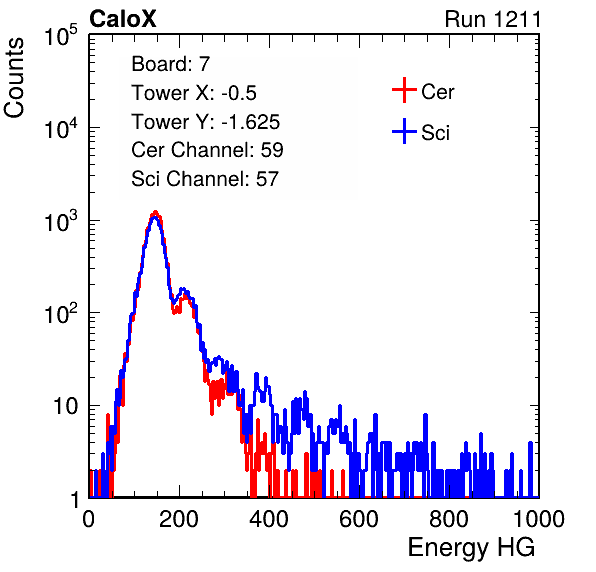 CaloX Run 1211
Counts
10^5
10^4
10^3
10^2
10
1
Board: 7
Tower X: -0.5
Tower Y: -1.625
Cer Channel: 59
Sci Channel: 57
Cer
Sci
0 200 400 600 800 1000
Energy HG